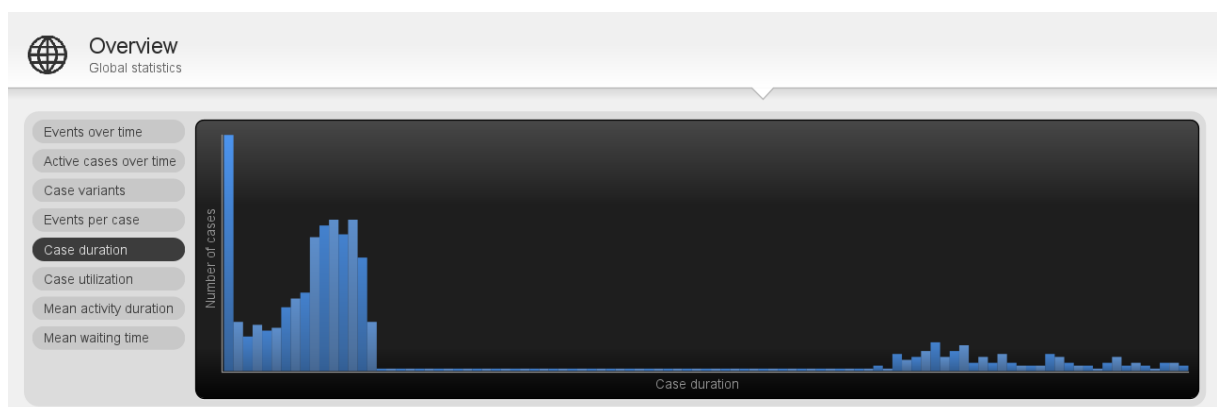 Overview
Global statistics
Events over time
Active cases over time
Case variants
Events per case
Case duration
Case utilization
Mean activity duration
Mean waiting time
Number of cases
Case duration